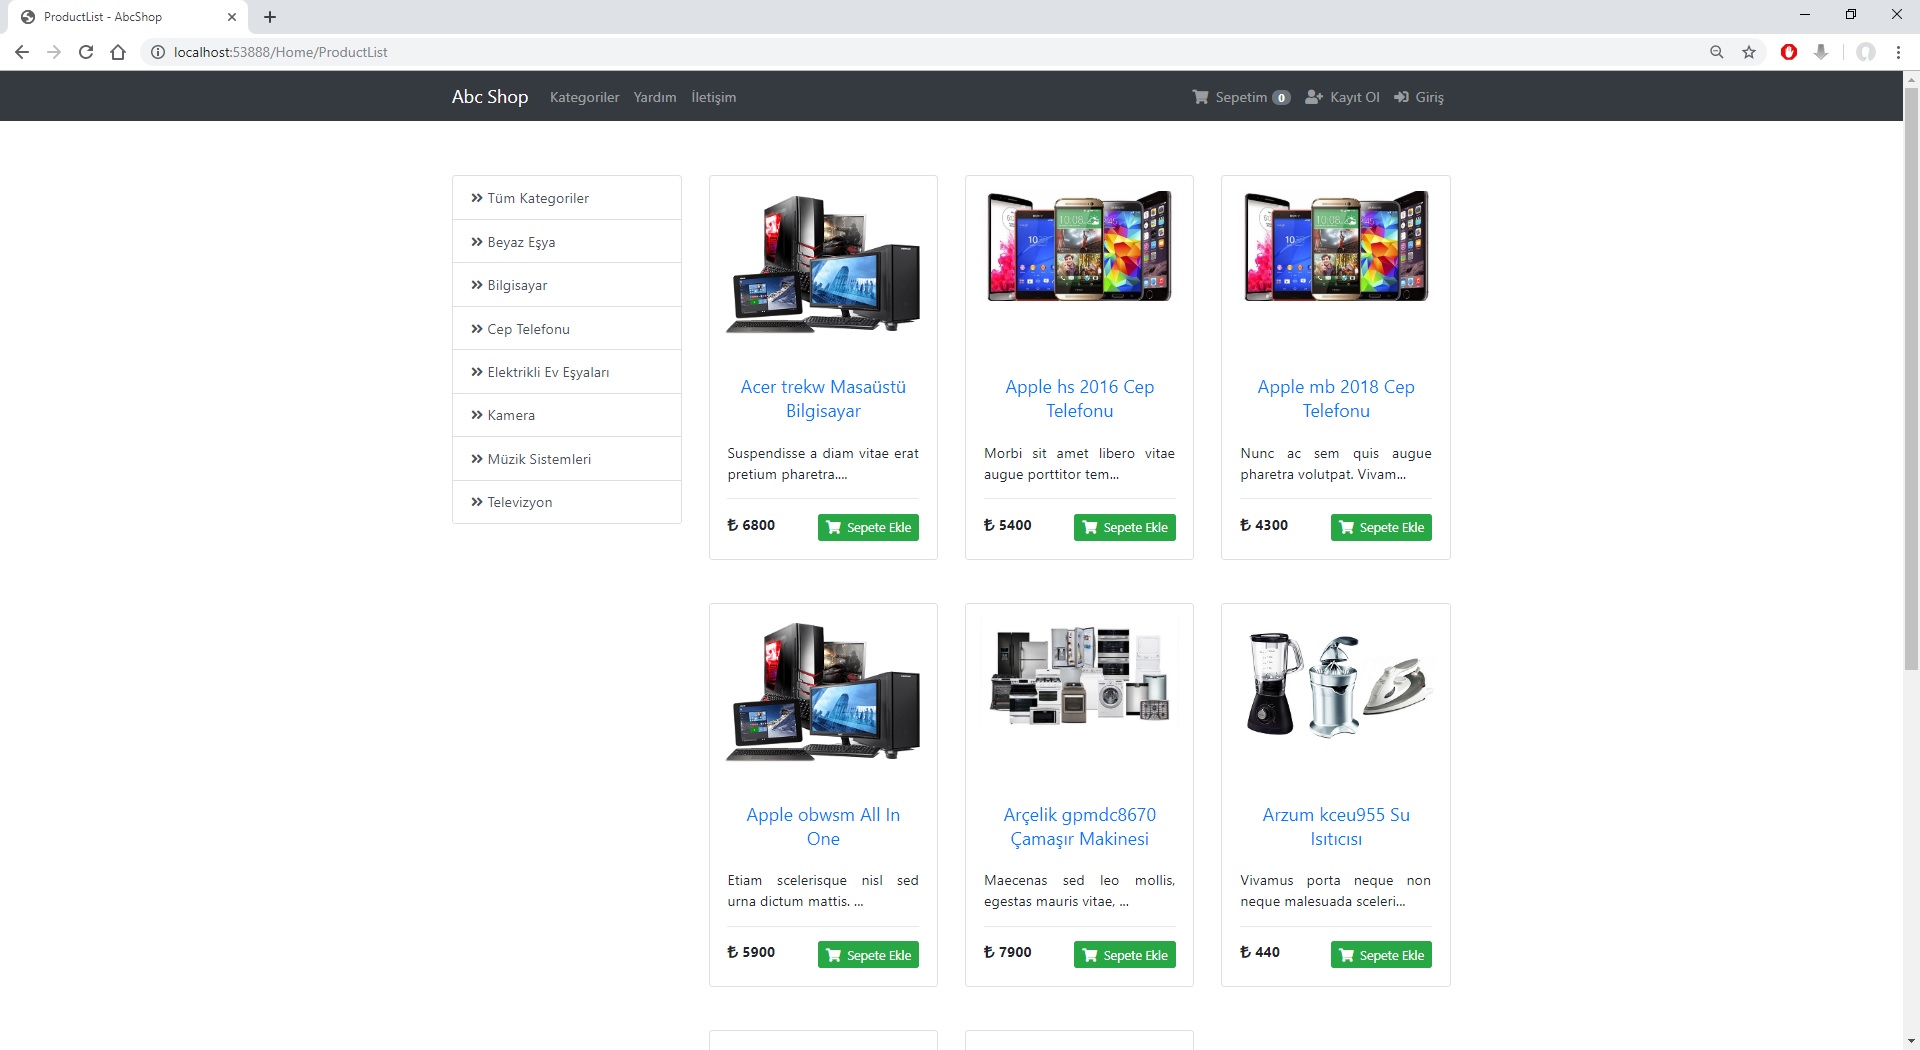 ProductList - AbcShop
localhost:53888/Home/ProductList
Abc Shop Kategoriler Yardım İletişim Sepetim 0 Kayıt Ol Giriş
Tüm Kategoriler
Beyaz Eşya
Bilgisayar
Cep Telefonu
Elektrikli Ev Eşyaları
Kamera
Müzik Sistemleri
Televizyon
Acer trekw Masaüstü
Bilgisayar
Suspendisse a diam vitae erat
pretium pharetra....
₺ 6800 Sepete Ekle
10:08
Apple hs 2016 Cep
Telefonu
Morbi sit amet libero vitae
augue porttitor tem...
₺ 5400 Sepete Ekle
10:08
Apple mb 2018 Cep
Telefonu
Nunc ac sem quis augue
pharetra volutpat. Vivam...
₺ 4300 Sepete Ekle
Apple obwsm All In
One
Etiam scelerisque nisl sed
urna dictum mattis. ...
₺ 5900 Sepete Ekle
Arçelik gpmdc8670
Çamaşır Makinesi
Maecenas sed leo mollis,
egestas mauris vitae, ...
₺ 7900 Sepete Ekle
Arzum kceu955 Su
Isıtıcısı
Vivamus porta neque non
neque malesuada sceleri...
₺ 440 Sepete Ekle